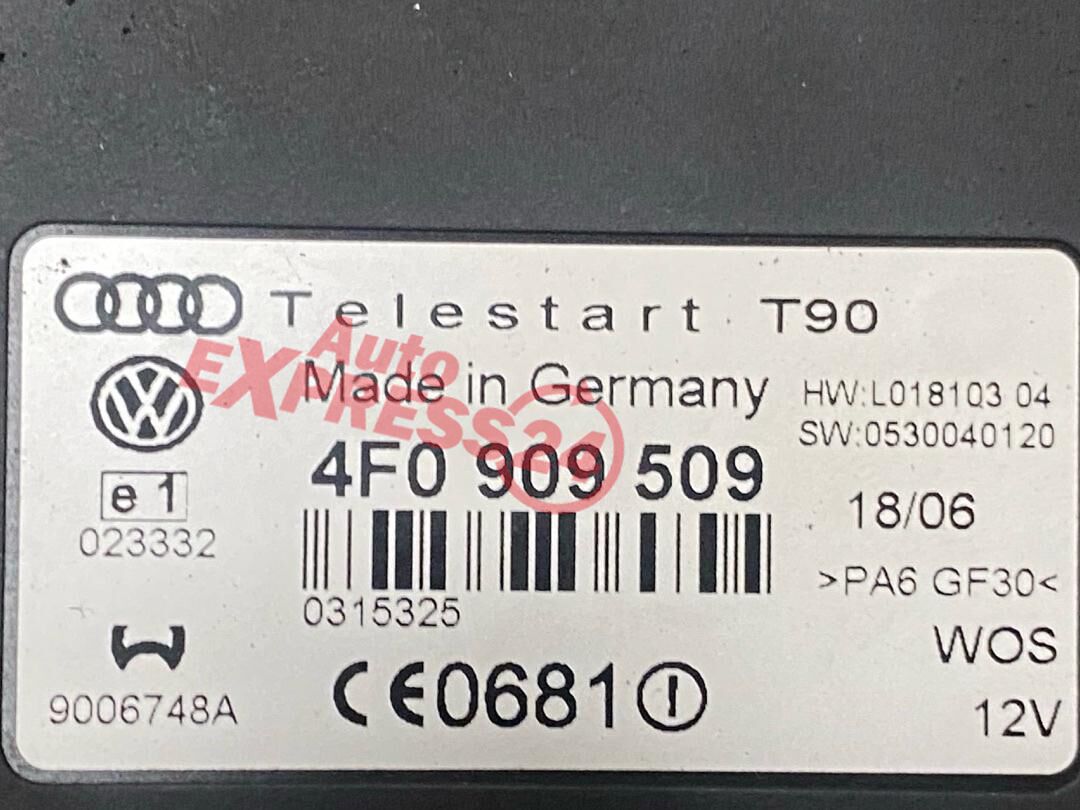 Telestart T90
Auto
EXPRESS24
Made in Germany
HW:L018103 04
SW:0530040120
4F0 909 509
e1
18/06
023332
>PA6 GF30<
0315325
WOS
CE0681
9006748A
12V